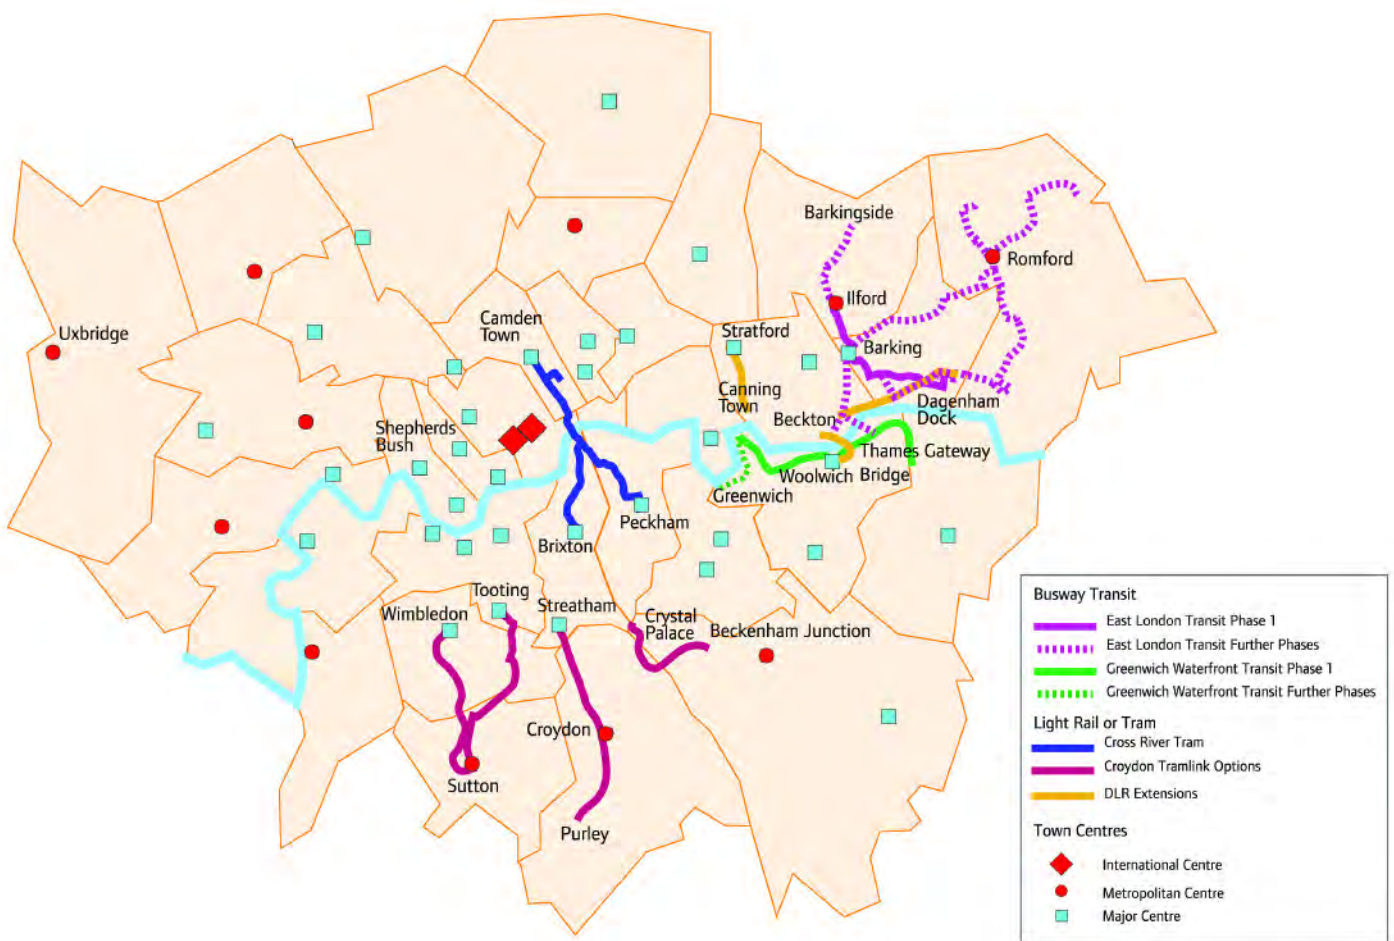 Barkingside
Romford
Ilford
Camden
Town
Uxbridge
Stratford
Barking
Canning
Town
Dagenham
Dock
Beckton
Shepherds
Bush
Thames Gateway
Bridge
Woolwich
Greenwich
Peckham
Brixton
Tooting
Streatham
Wimbledon
Crystal
Palace
Beckenham Junction
Croydon
Sutton
Purley
Busway Transit
East London Transit Phase 1
East London Transit Further Phases
Greenwich Waterfront Transit Phase 1
Greenwich Waterfront Transit Further Phases
Light Rail or Tram
Cross River Tram
Croydon Tramlink Options
DLR Extensions
Town Centres
International Centre
Metropolitan Centre
Major Centre